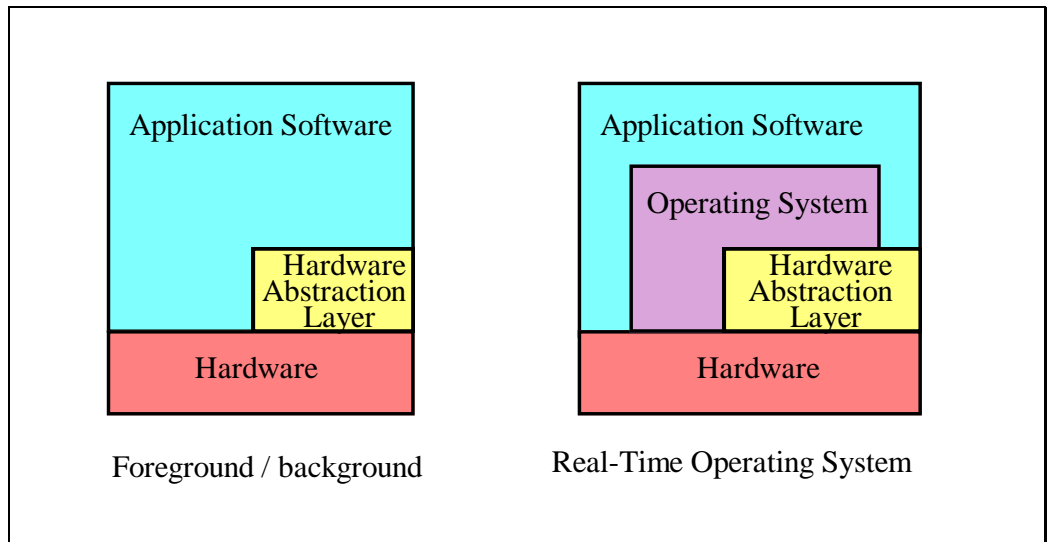 Application Software
Hardware
Abstraction
Layer
Hardware
Foreground / background
Application Software
Operating System
Hardware
Abstraction
Layer
Hardware
Real-Time Operating System